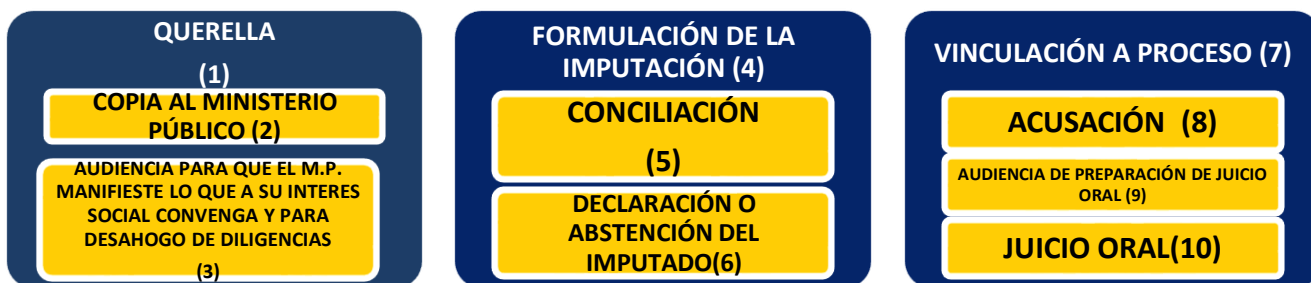 QUERELLA
(1)
COPIA AL MINISTERIO
PÚBLICO (2)
AUDIENCIA PARA QUE EL M.P.
MANIFIESTE LO QUE A SU INTERES
SOCIAL CONVENGA Y PARA
DESAHOGO DE DILIGENCIAS
(3)
FORMULACIÓN DE LA
IMPUTACIÓN (4)
CONCILIACIÓN
(5)
DECLARACIÓN O
ABSTENCIÓN DEL
IMPUTADO(6)
VINCULACIÓN A PROCESO (7)
ACUSACIÓN (8)
AUDIENCIA DE PREPARACIÓN DE JUICIO
ORAL (9)
JUICIO ORAL(10)